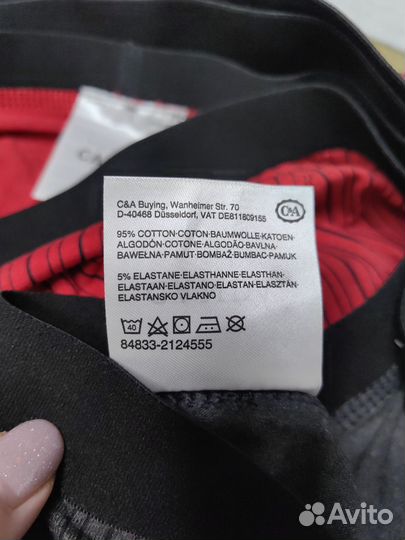 C&A Buying, Wanheimer Str. 70
D-40468 Düsseldorf, VAT DE811809155
C&A
95% COTTON·COTON·BAUMWOLLE·KATOEN·
ALGODÓN·COTONE·ALGODÃO·BAVLNA·
BAWEŁNA·PAMUT·BOMBAŽ·BUMBAC·PAMUK
5% ELASTANE·ELASTHANNE·ELASTHAN·
ELASTAAN·ELASTANO·ELASTAN·ELASZTÁN·
ELASTANSKO VLAKNO
40
84833-2124555
Avito